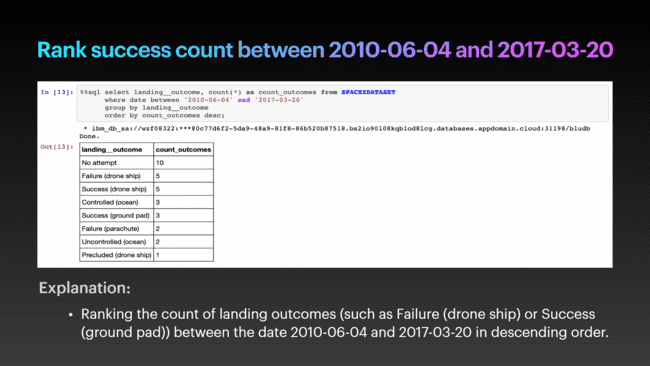 Rank success count between 2010-06-04 and 2017-03-20
In [13]: %%sql select landing__outcome, count(*) as count_outcomes from SPACEXDATASET
where date between '2010-06-04' and '2017-03-20'
group by landing__outcome
order by count_outcomes desc;
* ibm_db_sa://wzf08322:***@0c77d6f2-5da9-48a9-81f8-86b520b87518.bs2io90l08kqb1od8lcg.databases.appdomain.cloud:31198/bludb
Done.
Out[13]: landing__outcome count_outcomes
No attempt 10
Failure (drone ship) 5
Success (drone ship) 5
Controlled (ocean) 3
Success (ground pad) 3
Failure (parachute) 2
Uncontrolled (ocean) 2
Precluded (drone ship) 1
Explanation:
• Ranking the count of landing outcomes (such as Failure (drone ship) or Success
(ground pad)) between the date 2010-06-04 and 2017-03-20 in descending order.